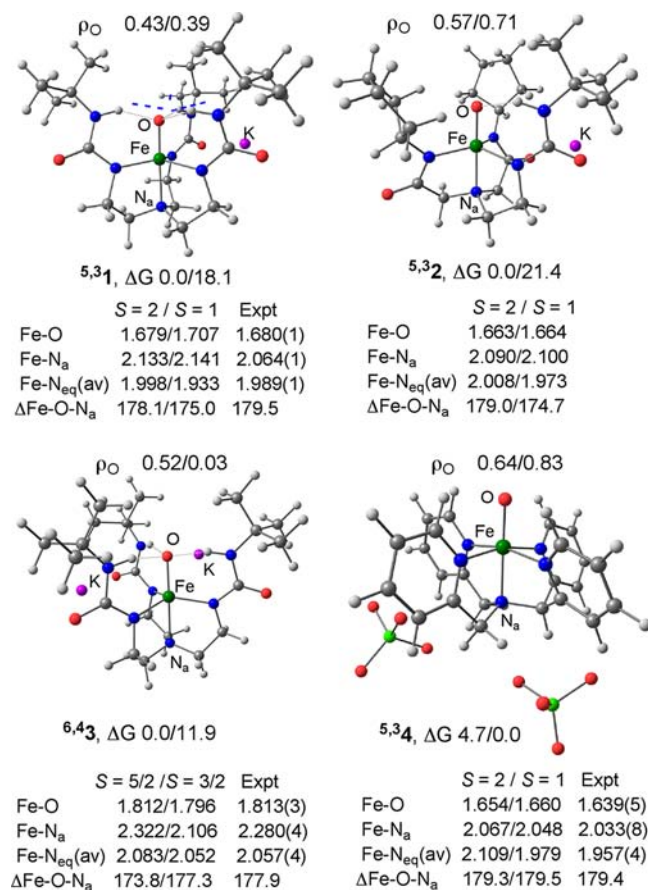 ρO 0.43/0.39
O
K
Fe
Na
5,31, ΔG 0.0/18.1
S = 2 / S = 1 Expt
Fe-O 1.679/1.707 1.680(1)
Fe-Na 2.133/2.141 2.064(1)
Fe-Neq(av) 1.998/1.933 1.989(1)
ΔFe-O-Na 178.1/175.0 179.5
ρO 0.57/0.71
O
K
Fe
Na
5,32, ΔG 0.0/21.4
S = 2 / S = 1
Fe-O 1.663/1.664
Fe-Na 2.090/2.100
Fe-Neq(av) 2.008/1.973
ΔFe-O-Na 179.0/174.7
ρO 0.52/0.03
O
K
K
Fe
Na
6,43, ΔG 0.0/11.9
S = 5/2 /S = 3/2 Expt
Fe-O 1.812/1.796 1.813(3)
Fe-Na 2.322/2.106 2.280(4)
Fe-Neq(av) 2.083/2.052 2.057(4)
ΔFe-O-Na 173.8/177.3 177.9
ρO 0.64/0.83
O
Fe
Na
5,34, ΔG 4.7/0.0
S = 2 / S = 1 Expt
Fe-O 1.654/1.660 1.639(5)
Fe-Na 2.067/2.048 2.033(8)
Fe-Neq(av) 2.109/1.979 1.957(4)
ΔFe-O-Na 179.3/179.5 179.4